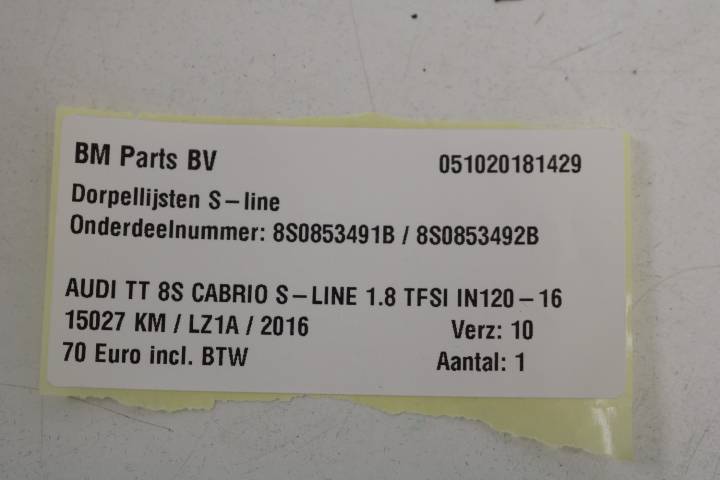 BM Parts BV 051020181429
Dorpellijsten S-line
Onderdeelnummer: 8S0853491B / 8S0853492B
AUDI TT 8S CABRIO S-LINE 1.8 TFSI IN120-16
15027 KM / LZ1A / 2016 Verz: 10
70 Euro incl. BTW Aantal: 1